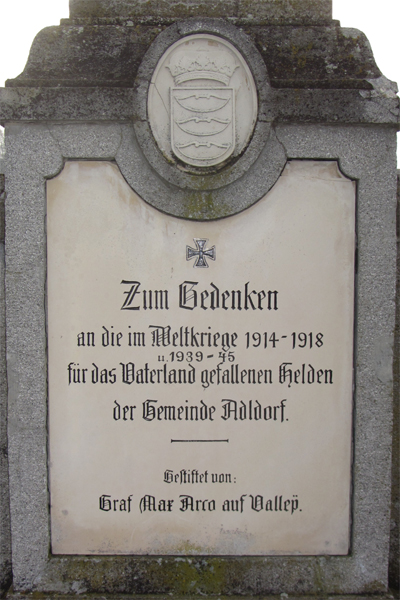 Zum Gedenken
an die im Weltkriege 1914-1918
u. 1939-45
für das Vaterland gefallenen Helden
der Gemeinde Adldorf.
Gestiftet von:
Graf Max Arco auf Valleÿ.